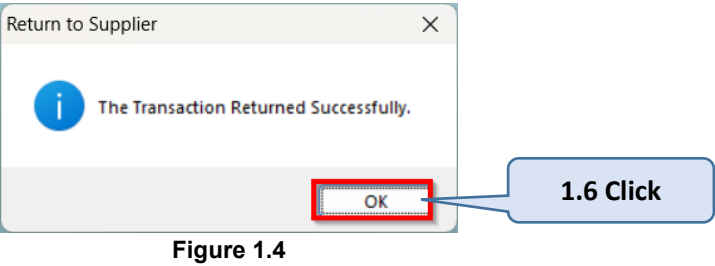 Return to Supplier
The Transaction Returned Successfully.
OK
1.6 Click
Figure 1.4